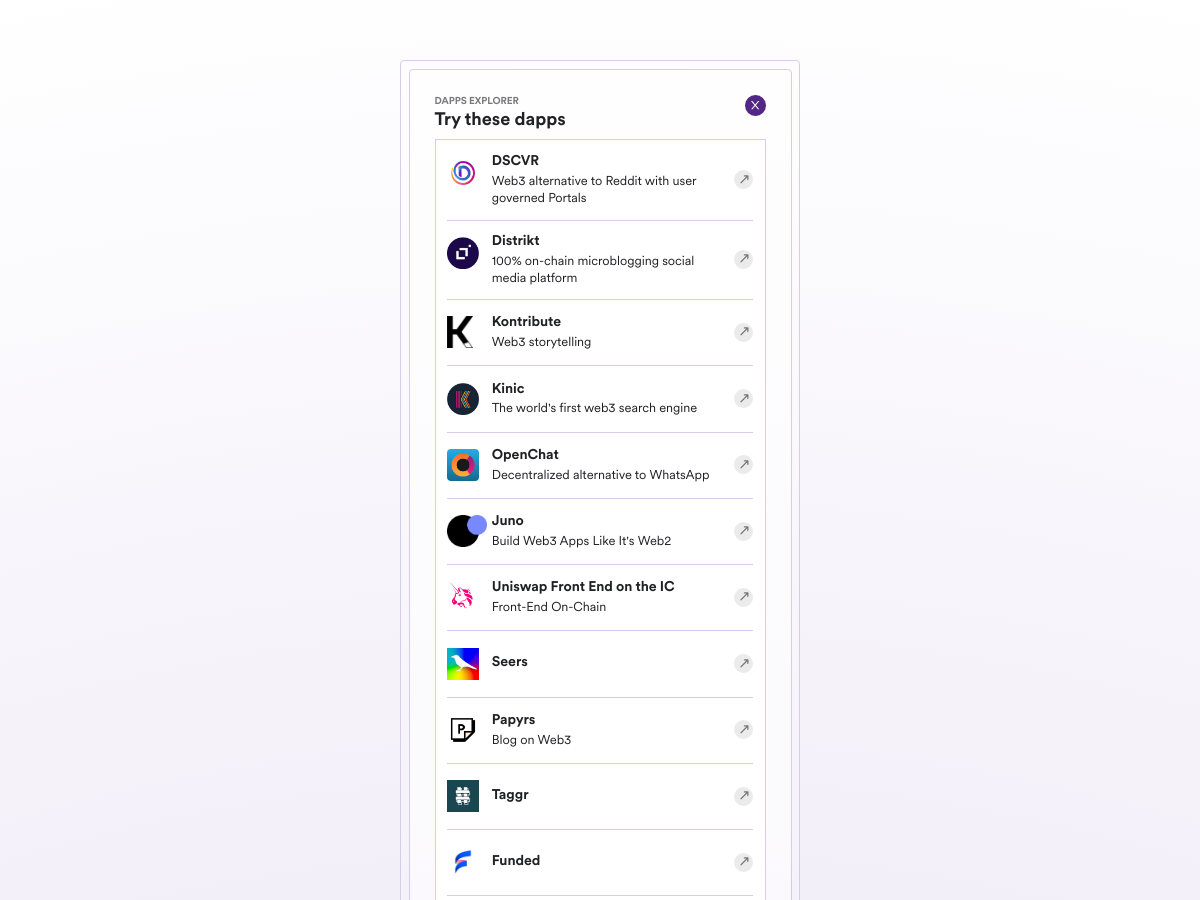 DAPPS EXPLORER
Try these dapps
X
DSCVR
Web3 alternative to Reddit with user
governed Portals
Distrikt
100% on-chain microblogging social
media platform
Kontribute
Web3 storytelling
Kinic
The world's first web3 search engine
OpenChat
Decentralized alternative to WhatsApp
Juno
Build Web3 Apps Like It's Web2
Uniswap Front End on the IC
Front-End On-Chain
Seers
Papyrs
Blog on Web3
Taggr
Funded